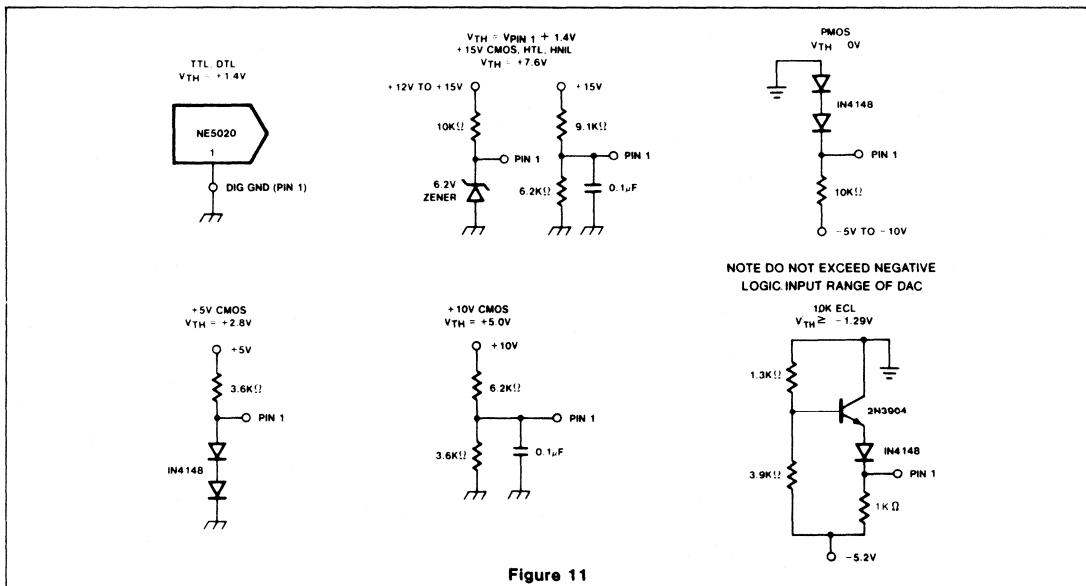 TTL, DTL
VTH = +1.4V
NE5020
1
DIG GND (PIN 1)
VTH = VPIN 1 + 1.4V
+15V CMOS, HTL, HNIL
VTH = +7.6V
+12V TO +15V
10KΩ
PIN 1
6.2V
ZENER
+15V
9.1KΩ
PIN 1
6.2KΩ
0.1μF
PMOS
VTH 0V
IN4148
PIN 1
10KΩ
-5V TO -10V
+5V CMOS
VTH = +2.8V
+5V
3.6KΩ
PIN 1
IN4148
+10V CMOS
VTH = +5.0V
+10V
6.2KΩ
PIN 1
3.6KΩ
0.1μF
NOTE DO NOT EXCEED NEGATIVE
LOGIC INPUT RANGE OF DAC
10K ECL
VTH ≥ -1.29V
1.3KΩ
2N3904
IN4148
3.9KΩ
PIN 1
1KΩ
-5.2V
Figure 11